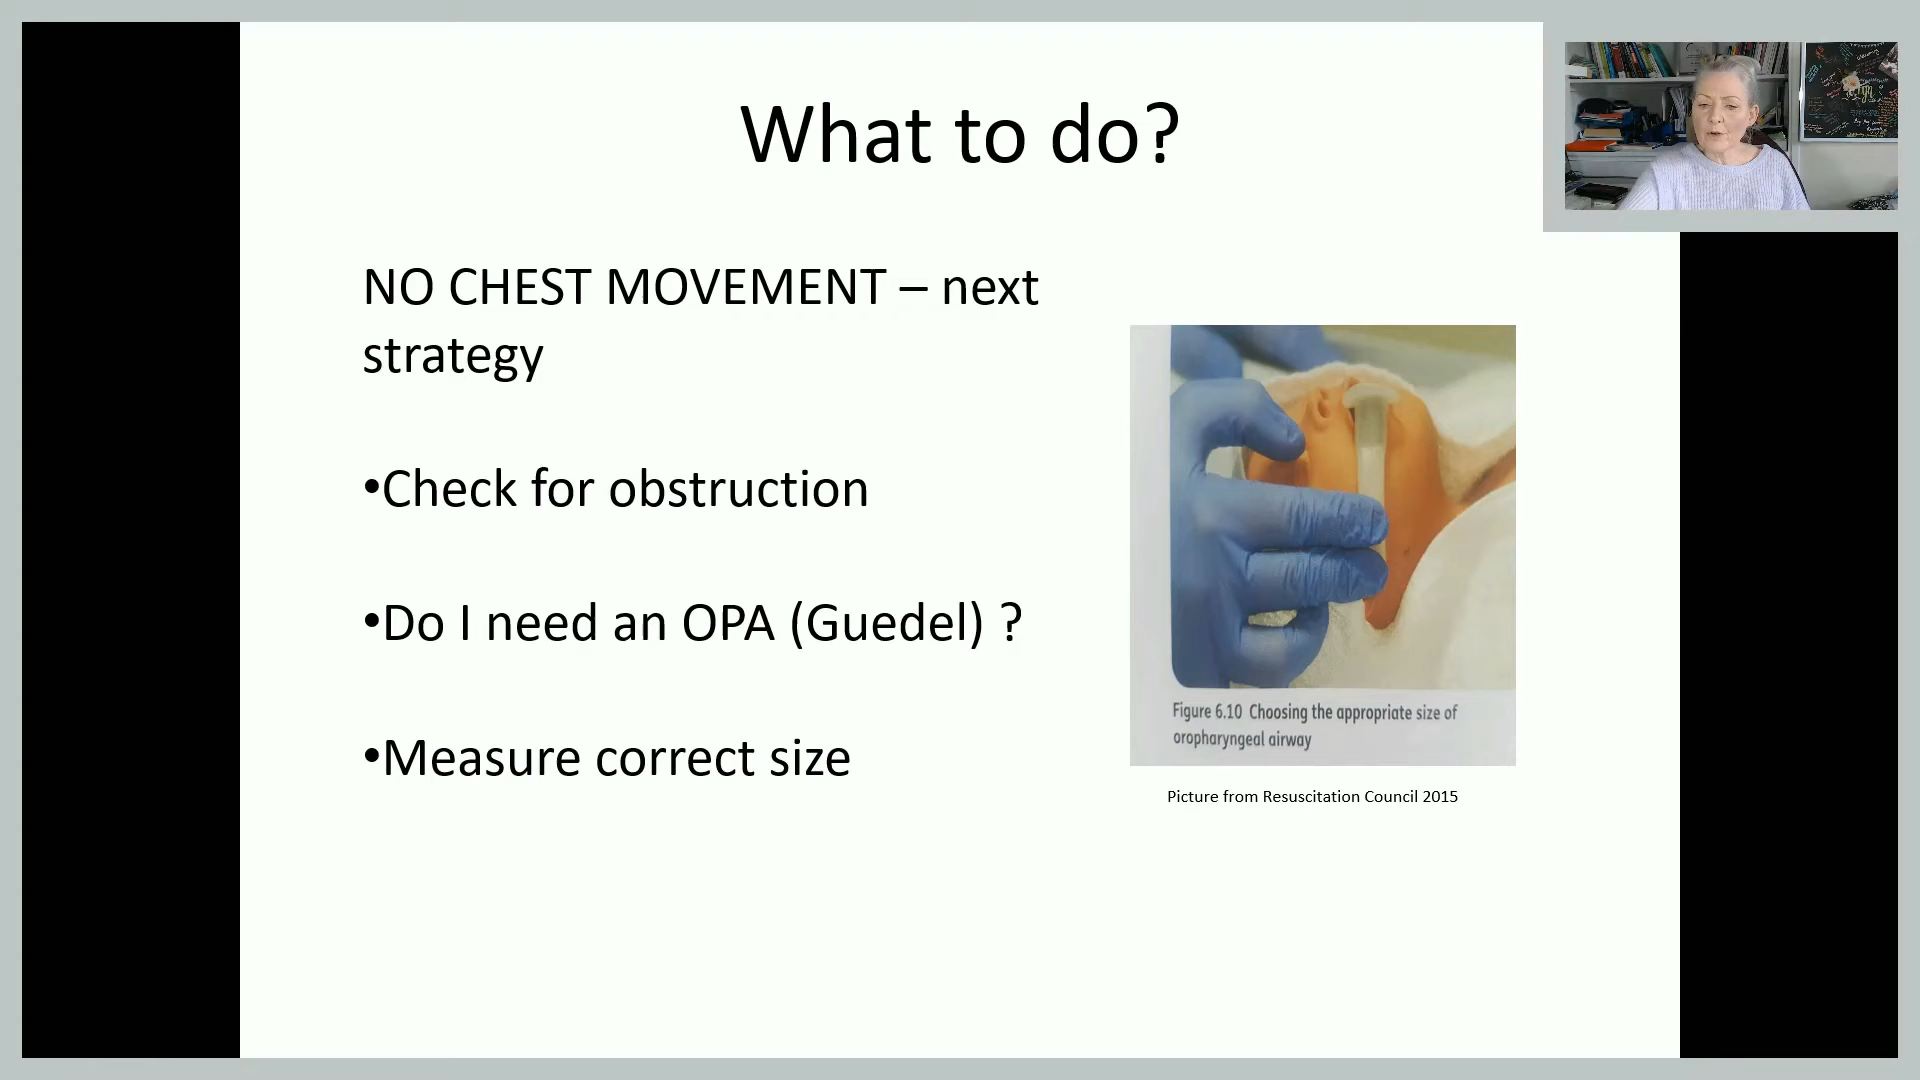 What to do?
NO CHEST MOVEMENT – next
strategy
•Check for obstruction
•Do I need an OPA (Guedel) ?
•Measure correct size
Figure 6.10 Choosing the appropriate size of
oropharyngeal airway
Picture from Resuscitation Council 2015